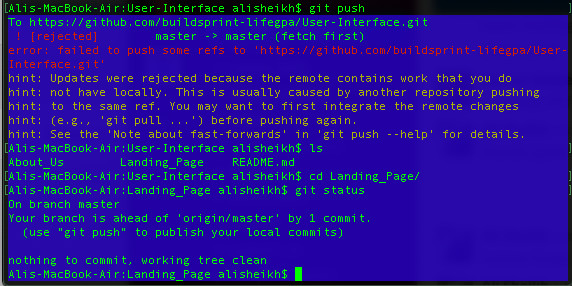 [Alis-MacBook-Air:User-Interface alisheikh$ git push
To https://github.com/buildsprint-lifegpa/User-Interface.git
 ! [rejected]        master -> master (fetch first)
error: failed to push some refs to 'https://github.com/buildsprint-lifegpa/User-
Interface.git'
hint: Updates were rejected because the remote contains work that you do
hint: not have locally. This is usually caused by another repository pushing
hint: to the same ref. You may want to first integrate the remote changes
hint: (e.g., 'git pull ...') before pushing again.
hint: See the 'Note about fast-forwards' in 'git push --help' for details.
[Alis-MacBook-Air:User-Interface alisheikh$ ls
About_Us        Landing_Page    README.md
[Alis-MacBook-Air:User-Interface alisheikh$ cd Landing_Page/
[Alis-MacBook-Air:Landing_Page alisheikh$ git status
On branch master
Your branch is ahead of 'origin/master' by 1 commit.
  (use "git push" to publish your local commits)

nothing to commit, working tree clean
Alis-MacBook-Air:Landing_Page alisheikh$